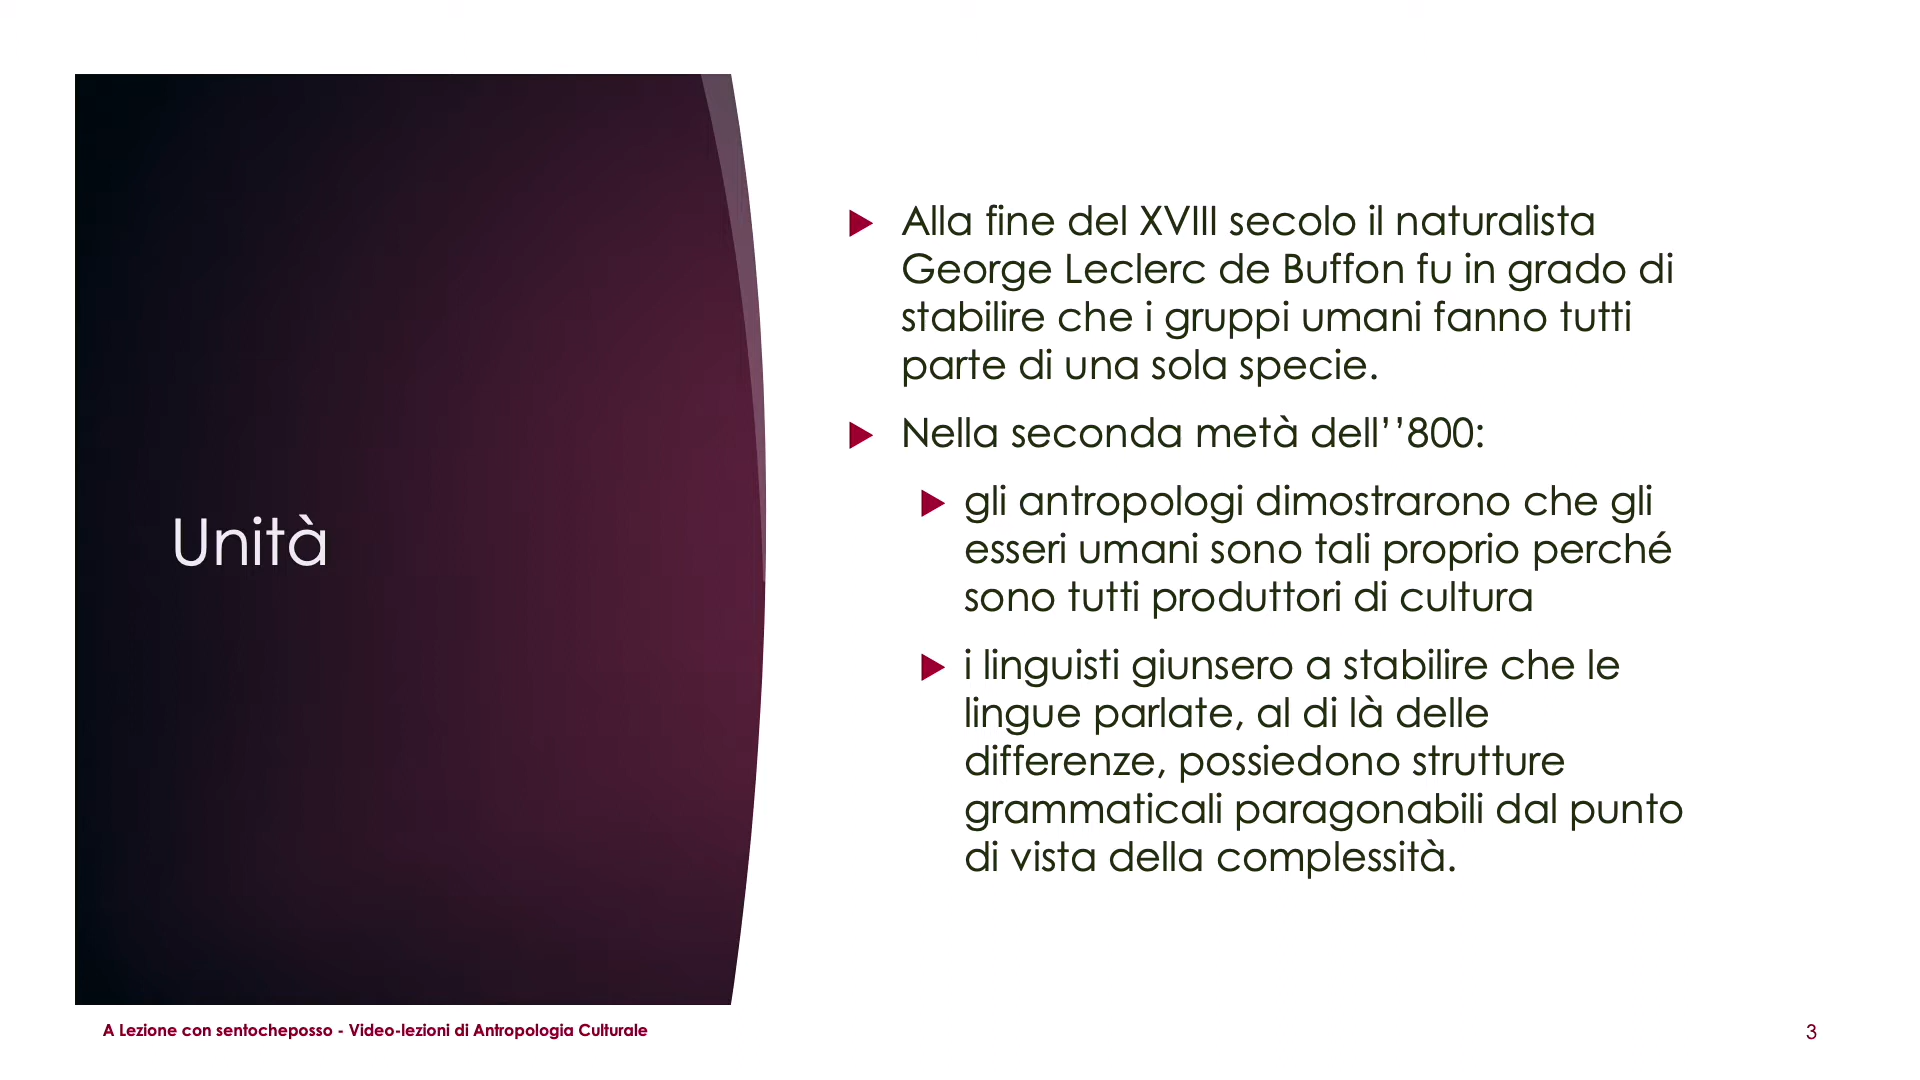 Unità
Alla fine del XVIII secolo il naturalista
George Leclerc de Buffon fu in grado di
stabilire che i gruppi umani fanno tutti
parte di una sola specie.
Nella seconda metà dell’’800:
gli antropologi dimostrarono che gli
esseri umani sono tali proprio perché
sono tutti produttori di cultura
i linguisti giunsero a stabilire che le
lingue parlate, al di là delle
differenze, possiedono strutture
grammaticali paragonabili dal punto
di vista della complessità.
A Lezione con sentocheposso - Video-lezioni di Antropologia Culturale
3